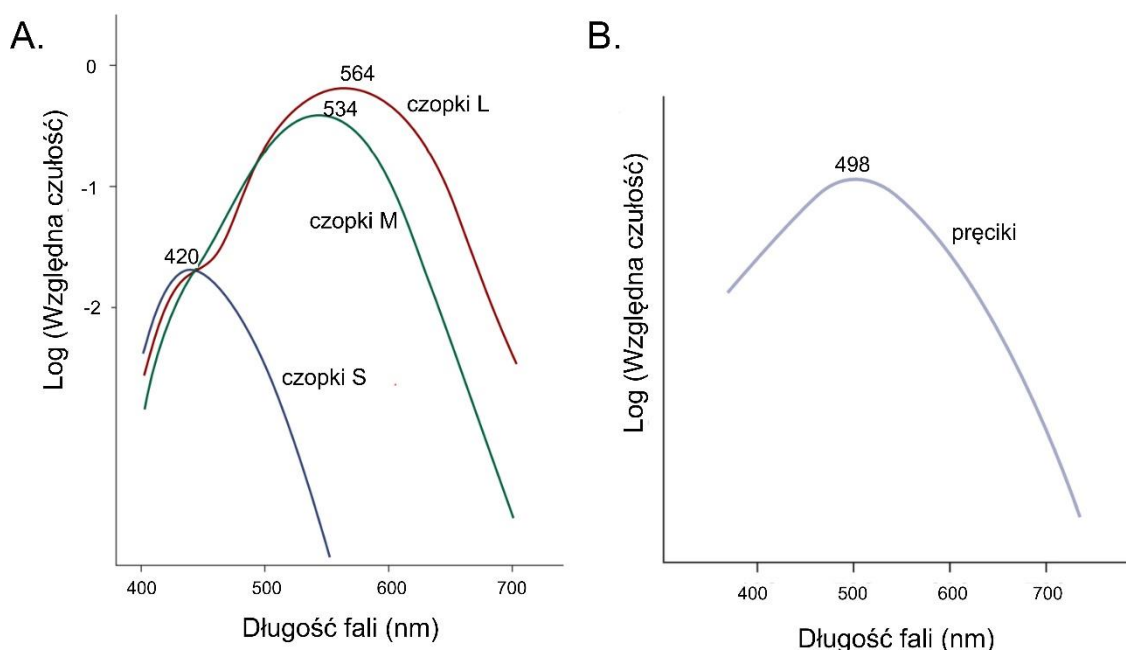 A.
Log (Względna czułość)
0
-1
-2
564
534
420
czopki L
czopki M
czopki S
400 500 600 700
Długość fali (nm)
B.
Log (Względna czułość)
498
pręciki
400 500 600 700
Długość fali (nm)